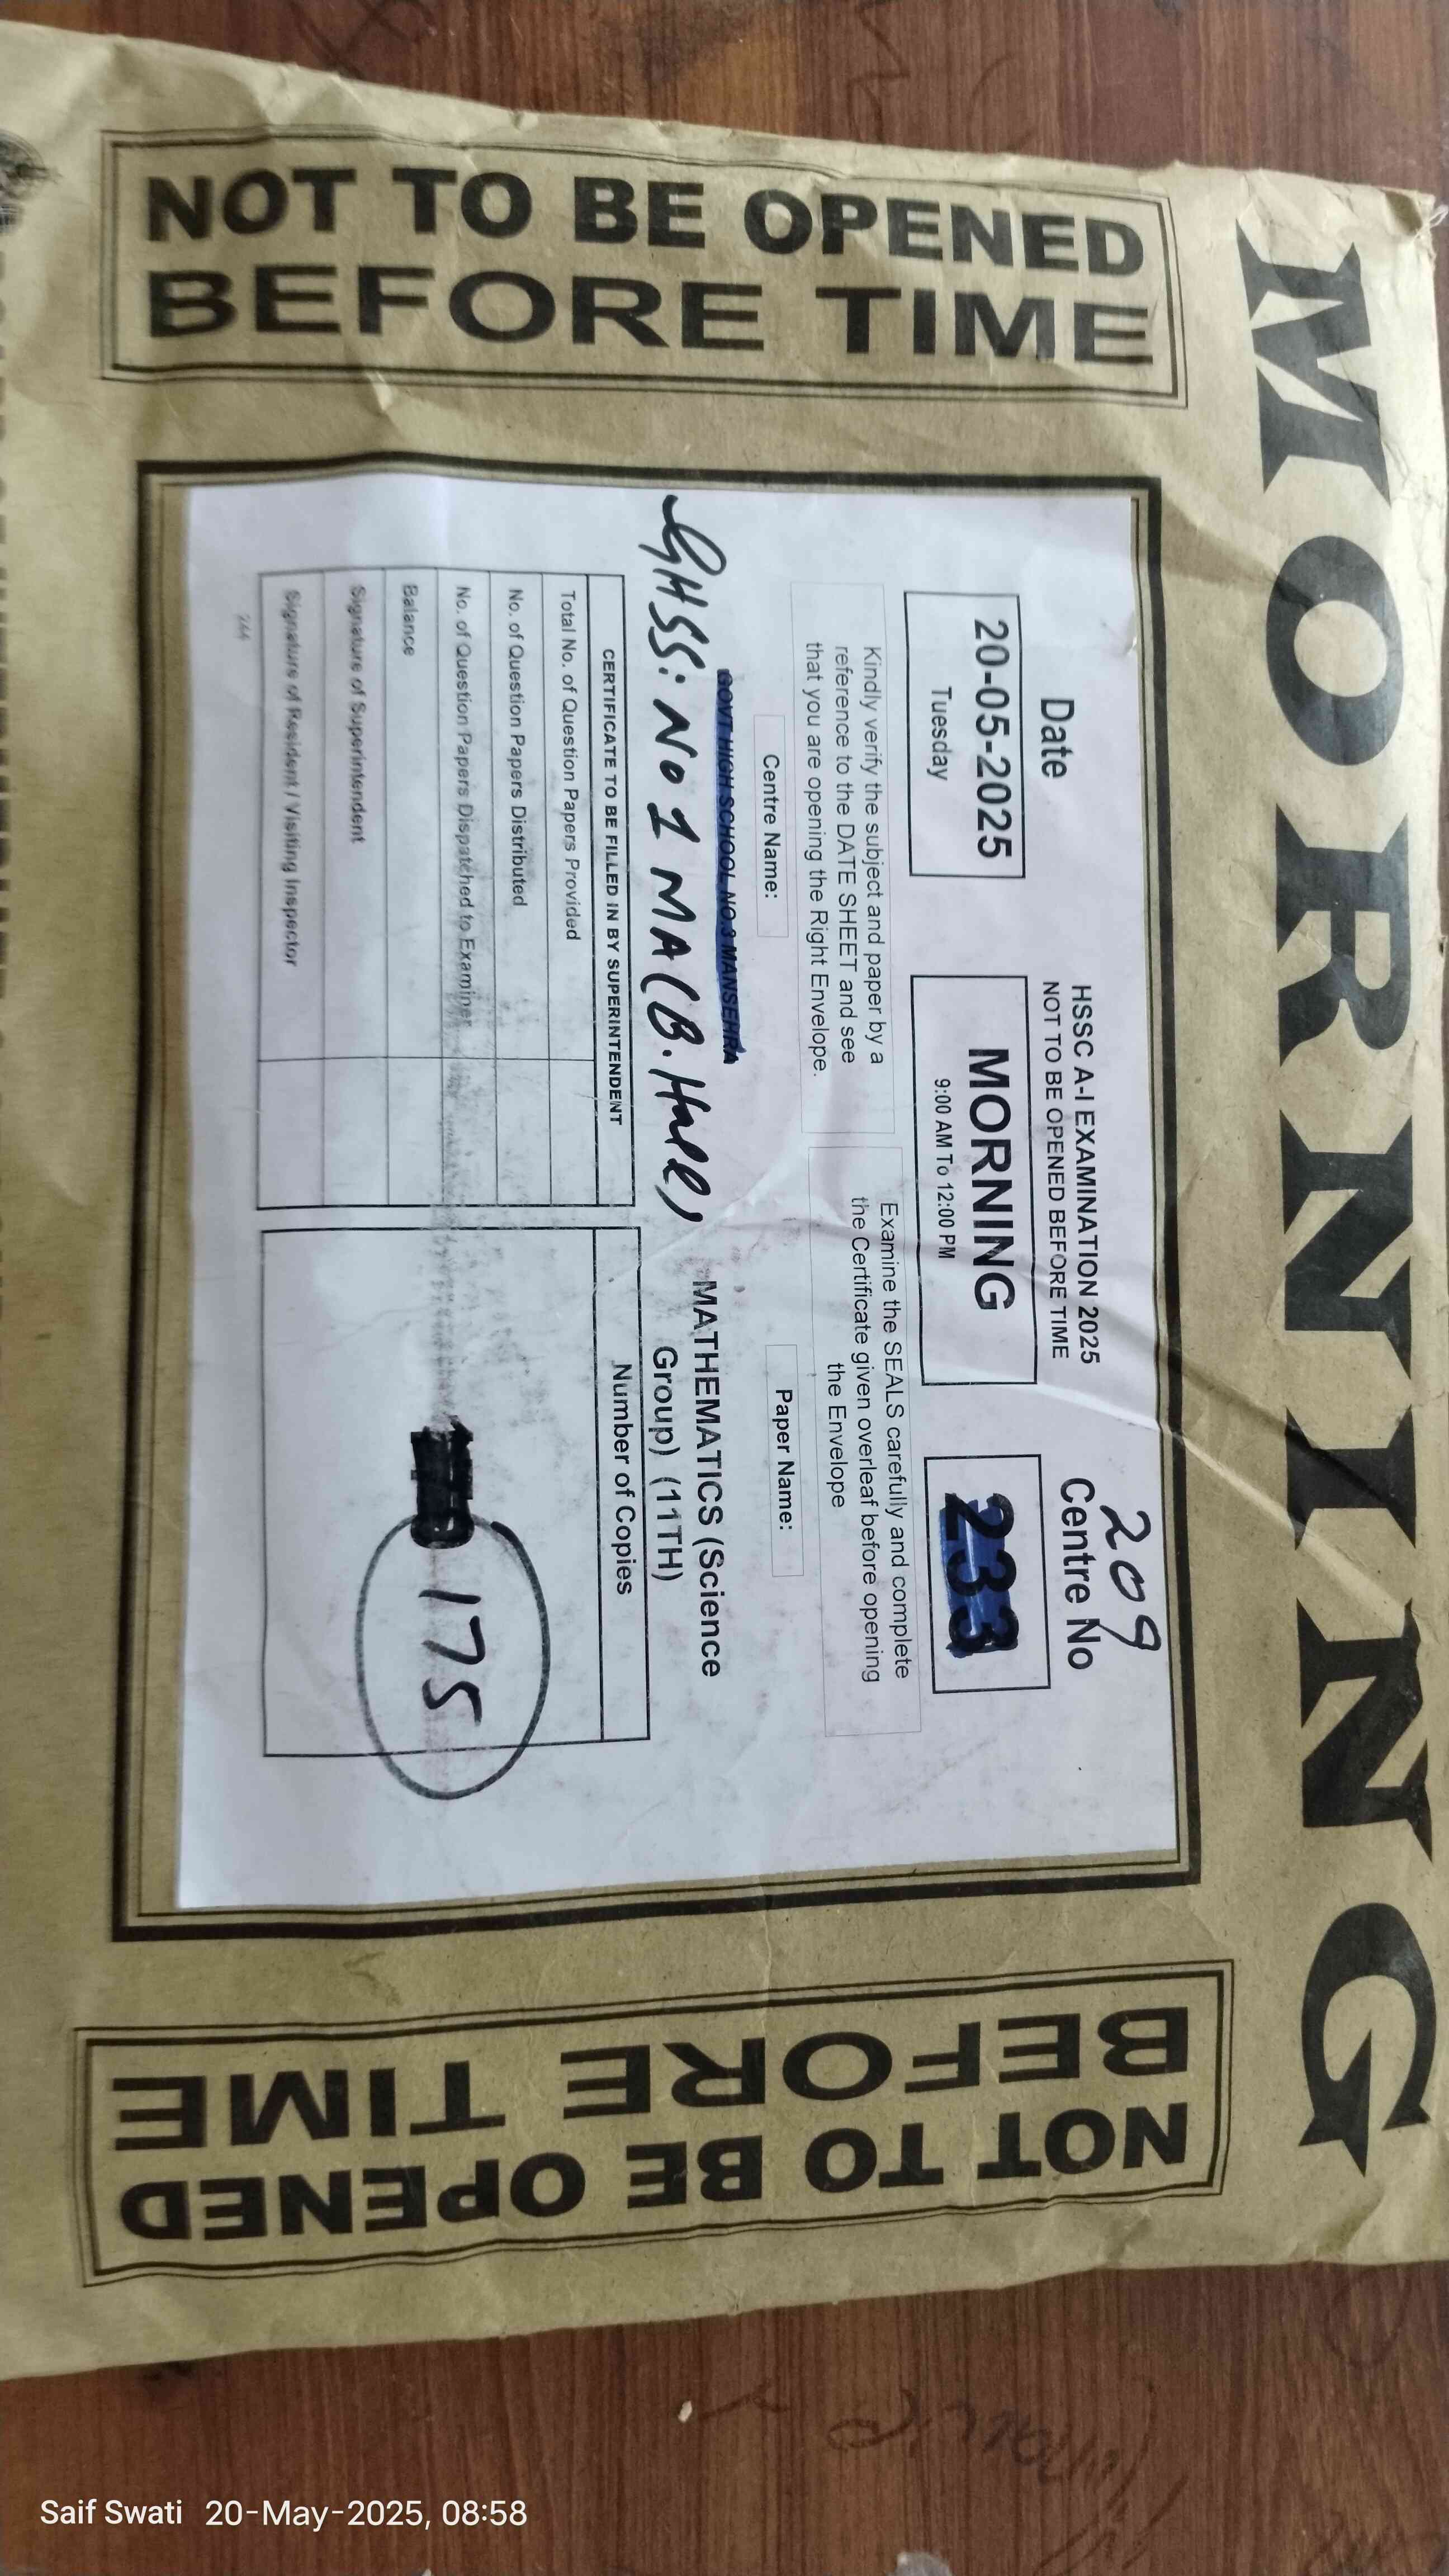 MORNING
NOT TO BE OPENED
BEFORE TIME
209
Date
HSSC A-I EXAMINATION 2025
NOT TO BE OPENED BEFORE TIME
Centre No
20-05-2025
Tuesday
MORNING
9:00 AM To 12:00 PM
233
Kindly verify the subject and paper by a
reference to the DATE SHEET and see
that you are opening the Right Envelope.
Examine the SEALS carefully and complete
the Certificate given overleaf before opening
the Envelope
Centre Name:
Paper Name:
GOVT HIGH SCHOOL NO.3 MANSEHRA
GHSS: No 1 MA (B. Hall)
MATHEMATICS (Science
Group) (11TH)
CERTIFICATE TO BE FILLED IN BY SUPERINTENDENT
Total No. of Question Papers Provided
No. of Question Papers Distributed
No. of Question Papers Dispatched to Examiner
Balance
Signature of Superintendent
Signature of Resident / Visiting Inspector
Number of Copies
175
244
NOT TO BE OPENED
BEFORE TIME
Saif Swati 20-May-2025, 08:58